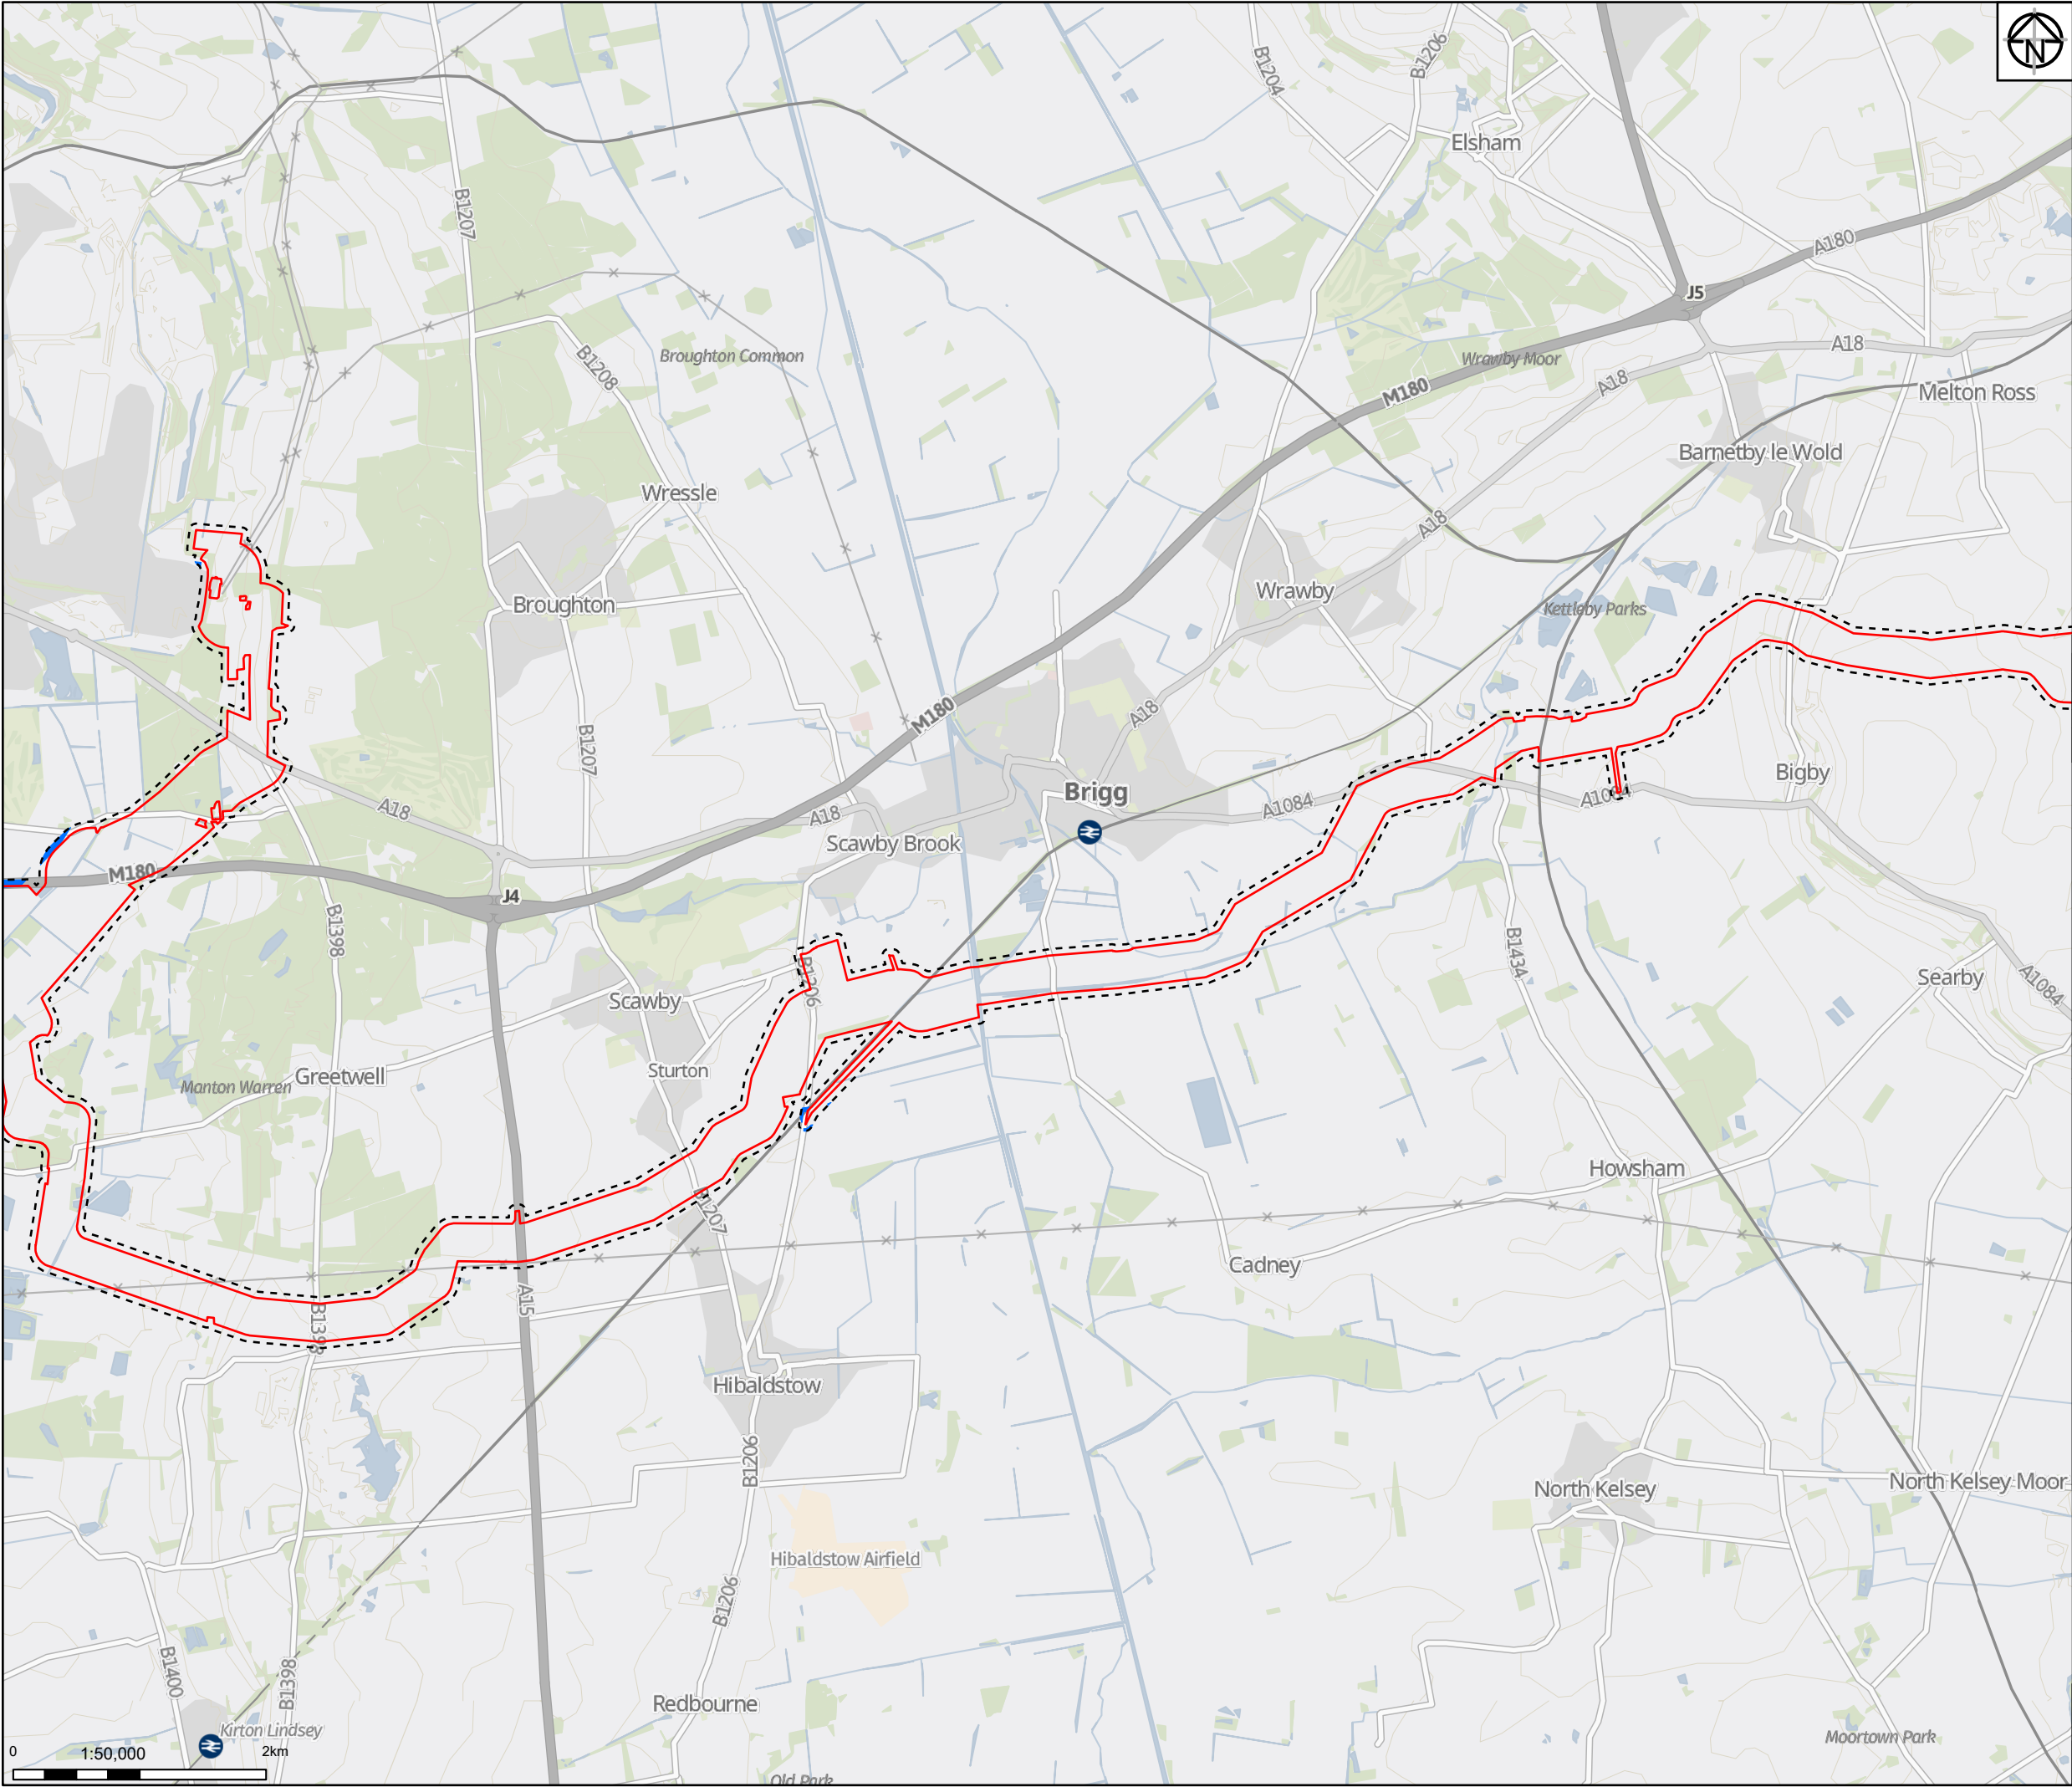 N
B1204
B1206
Elsham
B1207
A180
J5
Broughton Common
B1208
Wrawby Moor
A18
M180
A18
Melton Ross
Barnetby le Wold
Wressle
A18
Wrawby
Broughton
Kettleby Parks
M180
A18
B1207
Bigby
Brigg
A1084
A18
A18
Scawby Brook
M180
J4
B1398
B1434
B1206
Searby
A1084
Scawby
Sturton
Greetwell
Manton Warren
Howsham
B1207
Cadney
A15
B1398
Hibaldstow
B1206
North Kelsey
North Kelsey Moor
Hibaldstow Airfield
B1206
B1400
B1398
Redbourne
Kirton Lindsey
Moortown Park
0 1:50,000 2km
Old Park